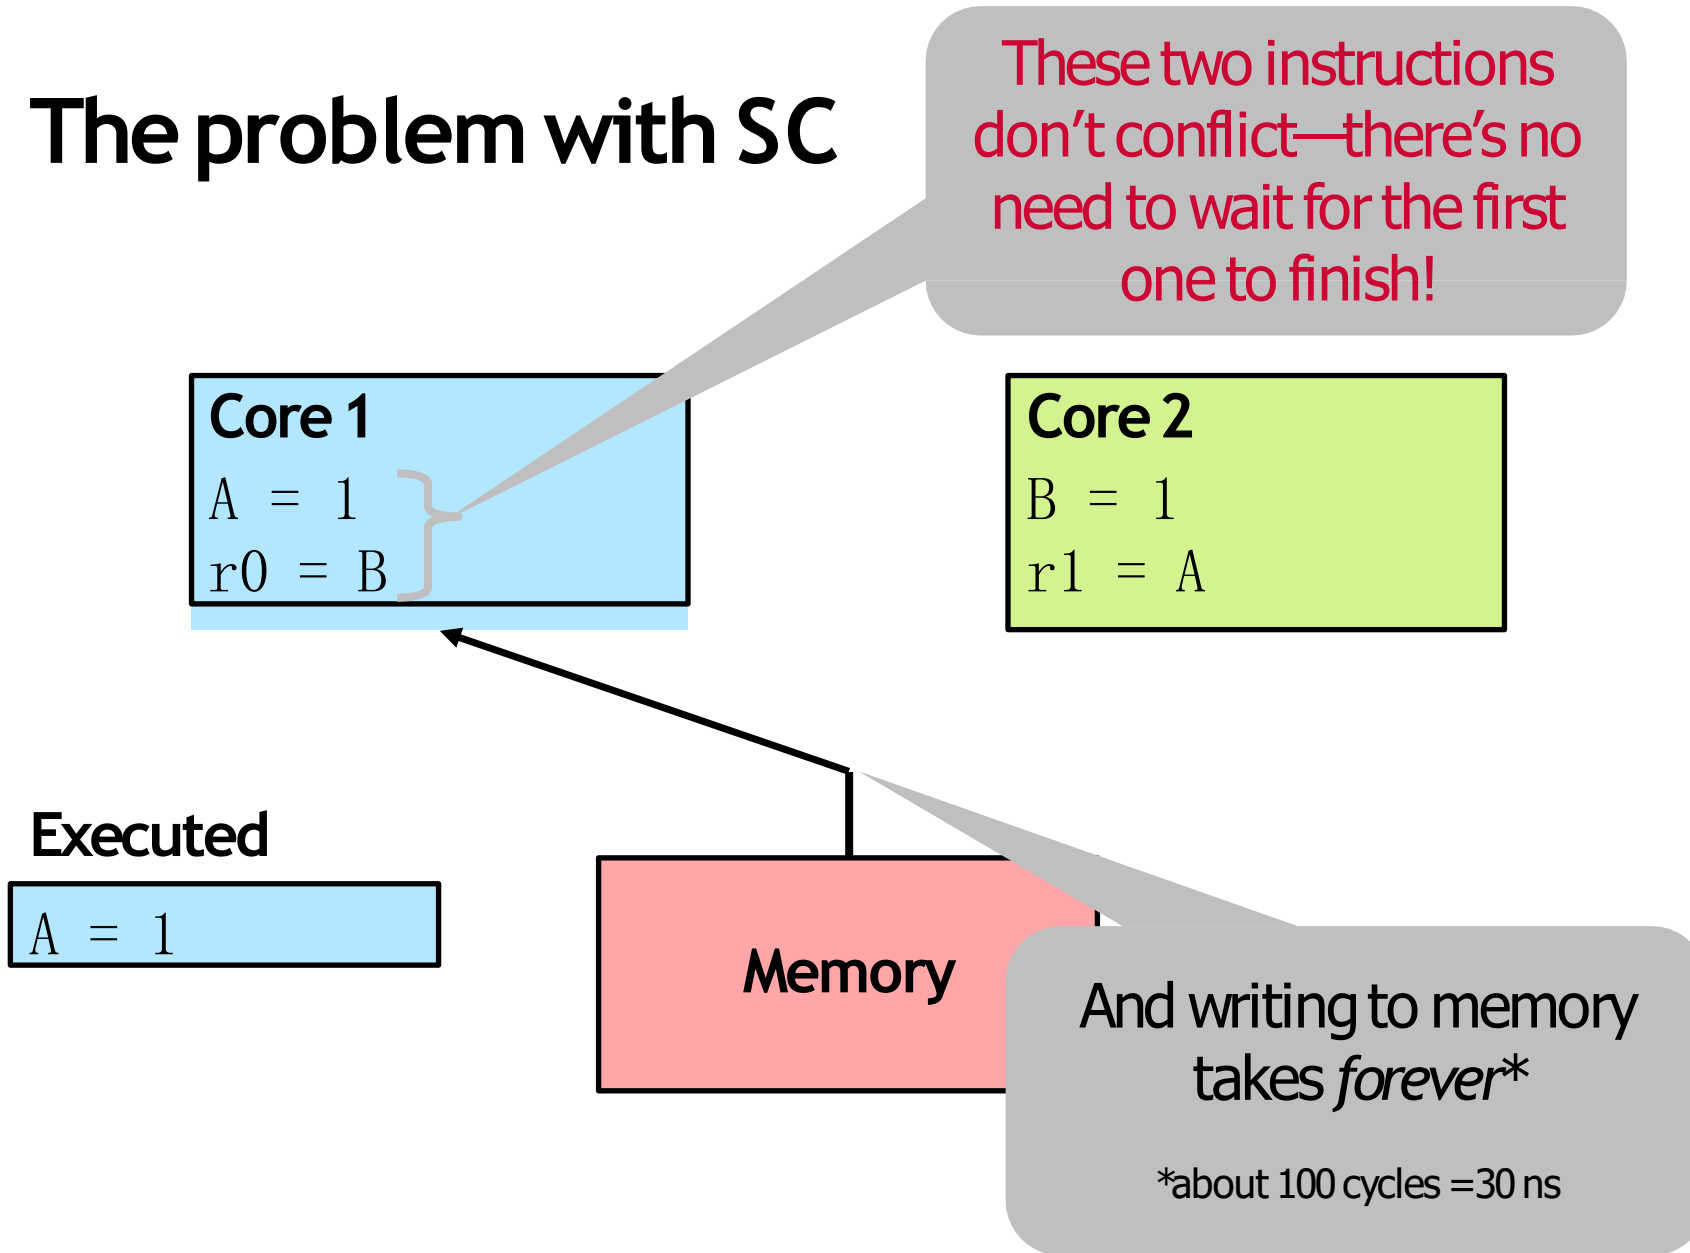 The problem with SC
These two instructions
don’t conflict—there’s no
need to wait for the first
one to finish!
Core 1
A = 1
r0 = B
Core 2
B = 1
r1 = A
Executed
A = 1
Memory
And writing to memory
takes forever*
*about 100 cycles =30 ns